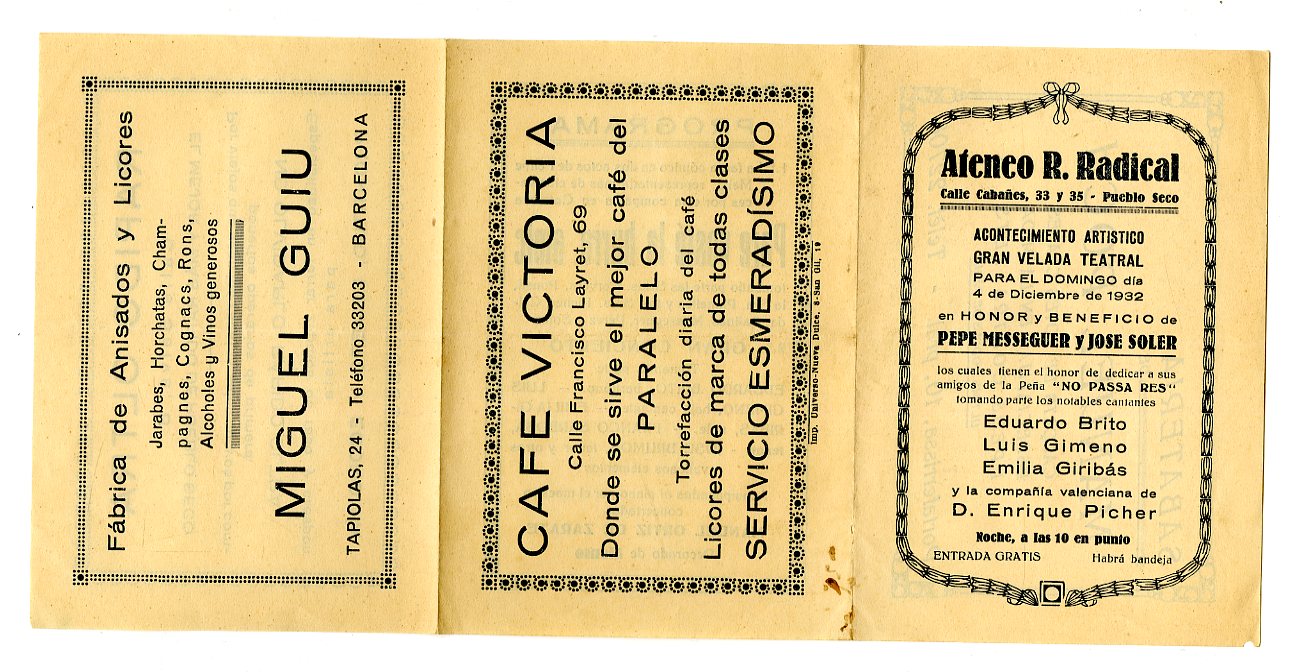 Fábrica de Anisados y Licores
Jarabes, Horchatas, Cham-
pagnes, Cognacs, Rons,
Alcoholes y Vinos generosos
MIGUEL GUIU
TAPIOLAS, 24 - Teléfono 33203 - BARCELONA
CAFE VICTORIA
Calle Francisco Layret, 69
Donde se sirve el mejor café del
PARALELO
Torrefacción diaria del café
Licores de marca de todas clases
SERVICIO ESMERADÍSIMO
Imp. Universo-Nueva Dulce, 8-San Gil, 19
Ateneo R. Radical
Calle Cabañes, 33 y 35 - Pueblo Seco
ACONTECIMIENTO ARTISTICO
GRAN VELADA TEATRAL
PARA EL DOMINGO día
4 de Diciembre de 1932
en HONOR y BENEFICIO de
PEPE MESSEGUER y JOSE SOLER
los cuales tienen el honor de dedicar a sus
amigos de la Peña "NO PASSA RES"
tomando parte los notables cantantes
Eduardo Brito
Luis Gimeno
Emilia Giribás
y la compañía valenciana de
D. Enrique Picher
Noche, a las 10 en punto
ENTRADA GRATIS Habrá bandeja